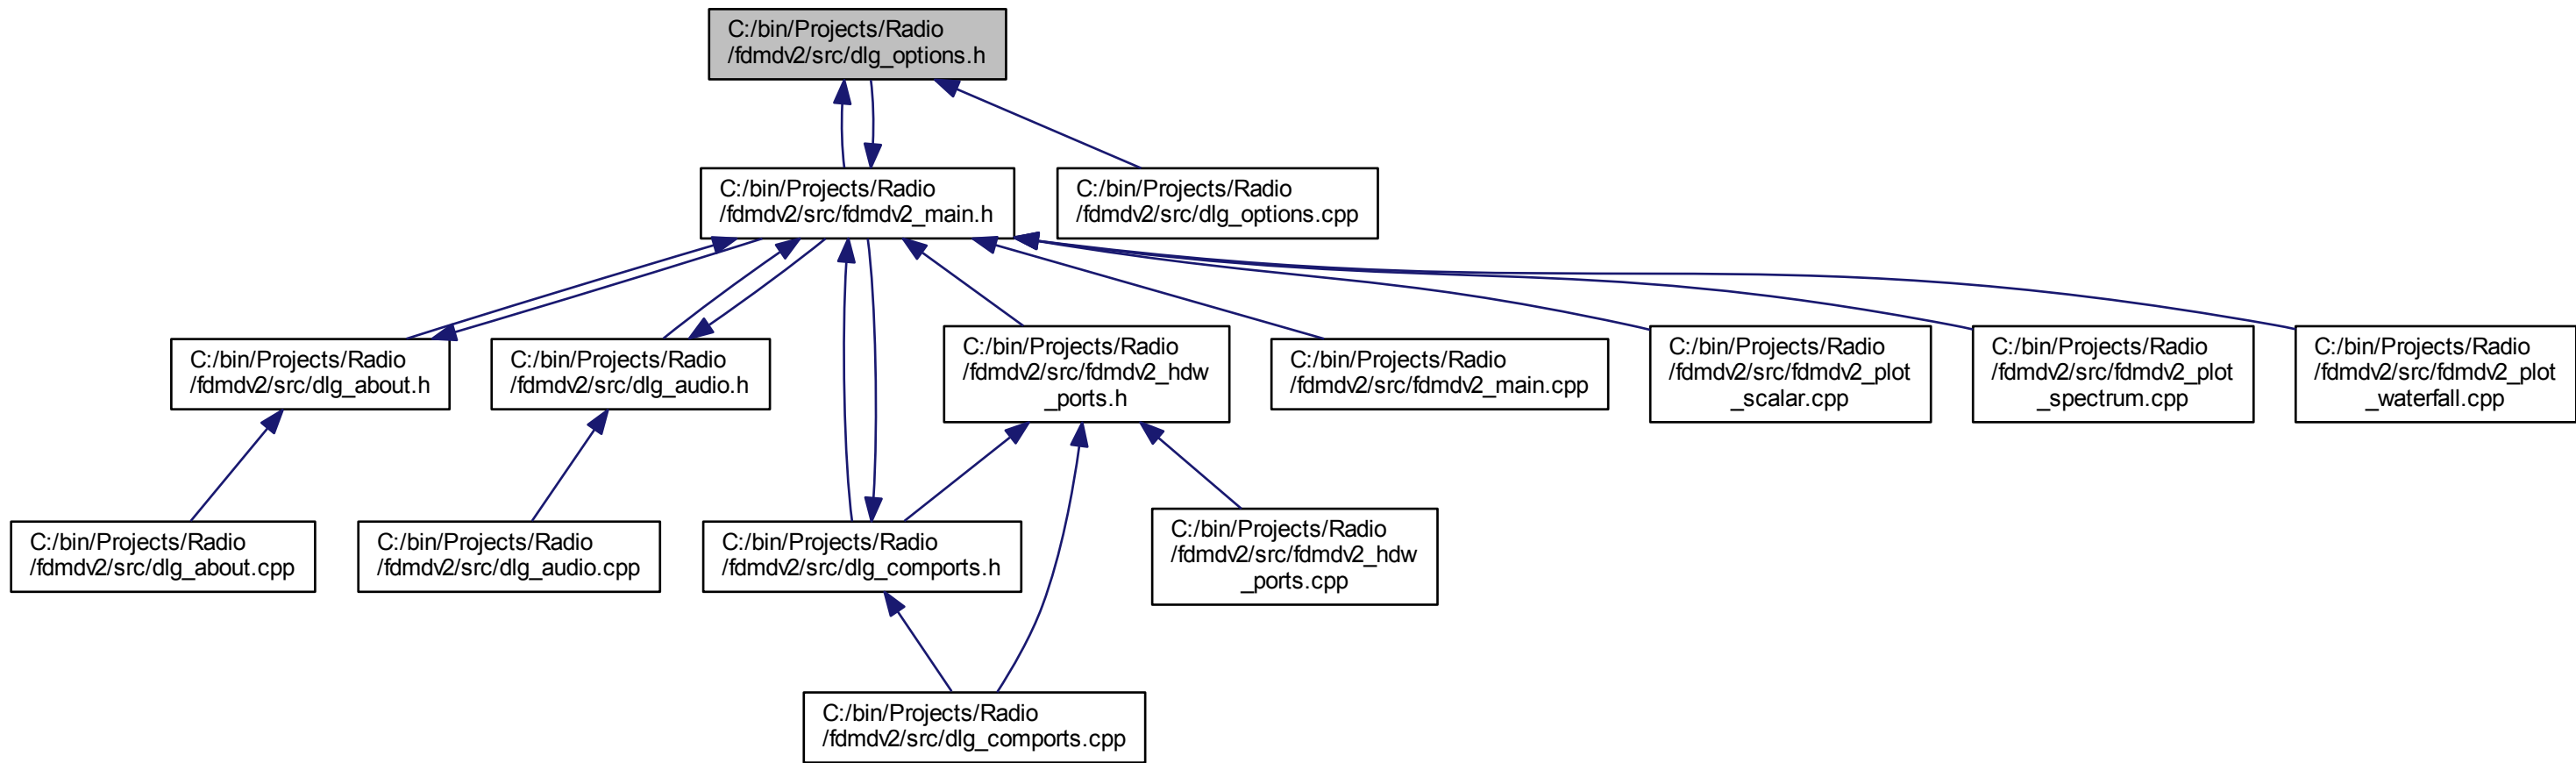 C:/bin/Projects/Radio
/fdmdv2/src/dlg_options.h
C:/bin/Projects/Radio
/fdmdv2/src/fdmdv2_main.h
C:/bin/Projects/Radio
/fdmdv2/src/dlg_options.cpp
C:/bin/Projects/Radio
/fdmdv2/src/dlg_about.h
C:/bin/Projects/Radio
/fdmdv2/src/dlg_audio.h
C:/bin/Projects/Radio
/fdmdv2/src/fdmdv2_hdw
_ports.h
C:/bin/Projects/Radio
/fdmdv2/src/fdmdv2_main.cpp
C:/bin/Projects/Radio
/fdmdv2/src/fdmdv2_plot
_scalar.cpp
C:/bin/Projects/Radio
/fdmdv2/src/fdmdv2_plot
_spectrum.cpp
C:/bin/Projects/Radio
/fdmdv2/src/fdmdv2_plot
_waterfall.cpp
C:/bin/Projects/Radio
/fdmdv2/src/dlg_about.cpp
C:/bin/Projects/Radio
/fdmdv2/src/dlg_audio.cpp
C:/bin/Projects/Radio
/fdmdv2/src/dlg_comports.h
C:/bin/Projects/Radio
/fdmdv2/src/fdmdv2_hdw
_ports.cpp
C:/bin/Projects/Radio
/fdmdv2/src/dlg_comports.cpp